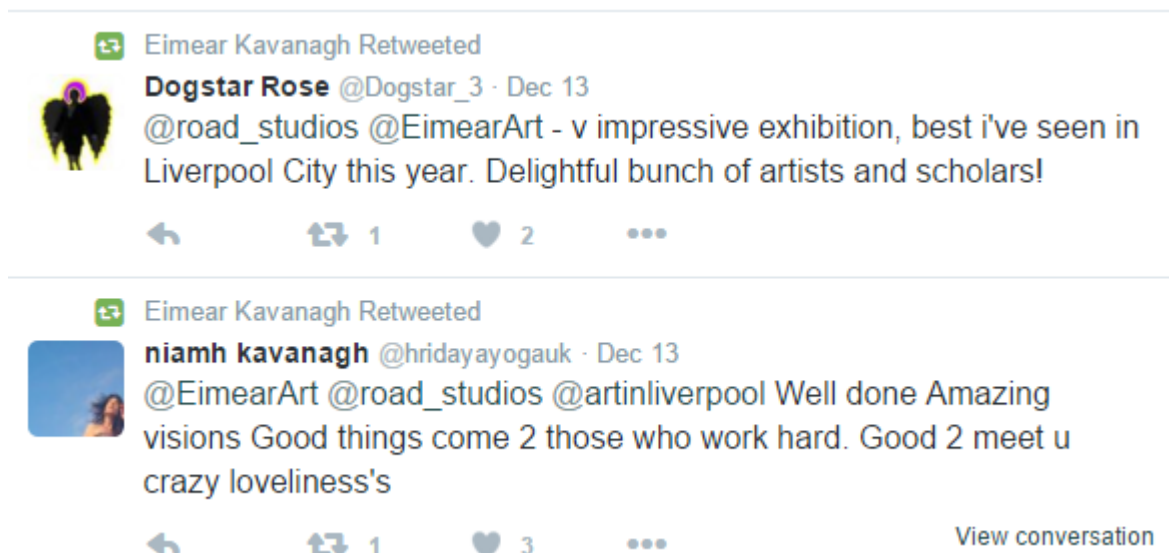 Eimear Kavanagh Retweeted
Dogstar Rose @Dogstar_3 · Dec 13
@road_studios @EimearArt - v impressive exhibition, best i've seen in
Liverpool City this year. Delightful bunch of artists and scholars!
1 2
Eimear Kavanagh Retweeted
niamh kavanagh @hridayayogauk · Dec 13
@EimearArt @road_studios @artinliverpool Well done Amazing
visions Good things come 2 those who work hard. Good 2 meet u
crazy loveliness's
1 3 View conversation